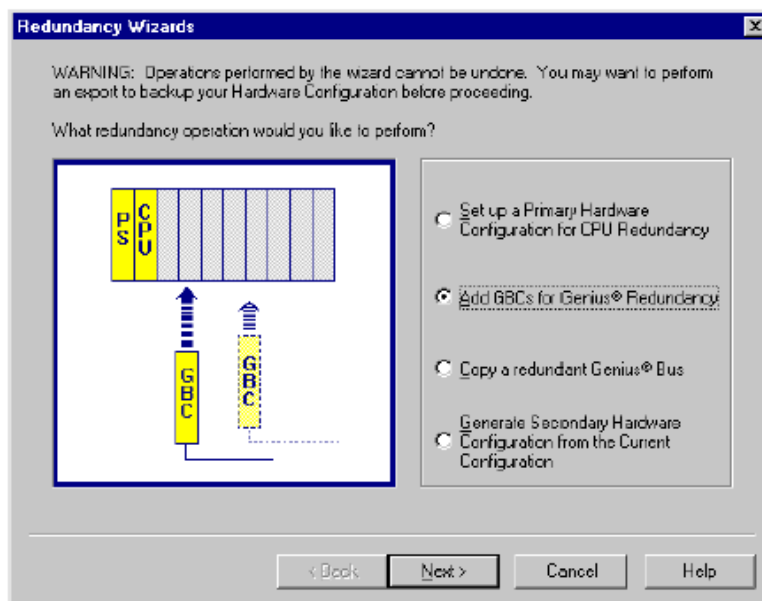 Redundancy Wizards
WARNING: Operations performed by the wizard cannot be undone. You may want to perform
an export to backup your Hardware Configuration before proceeding.
What redundancy operation would you like to perform?
PS
CPU
GBC
GBC
Set up a Primary Hardware
Configuration for CPU Redundancy
Add GBCs for Genius® Redundancy
Copy a redundant Genius® Bus
Generate Secondary Hardware
Configuration from the Current
Configuration
< Back
Next >
Cancel
Help